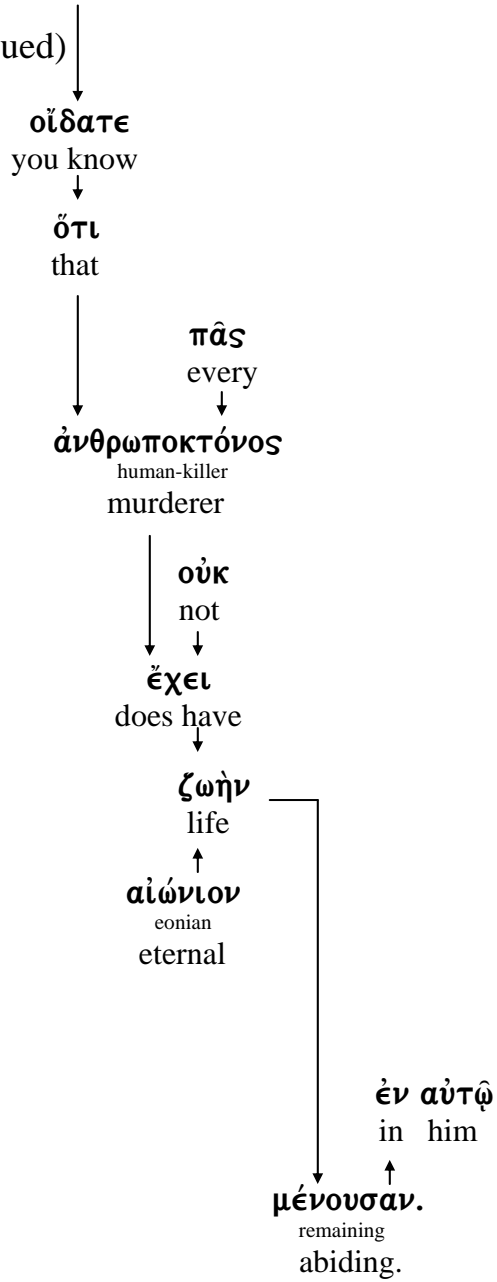 ued)
οἴδατε
you know
ὅτι
that
πᾶς
every
ἀνθρωποκτόνος
human-killer
murderer
οὐκ
not
ἔχει
does have
ζωὴν
life
αἰώνιον
eonian
eternal
ἐν αὐτῷ
in him
μένουσαν.
remaining
abiding.